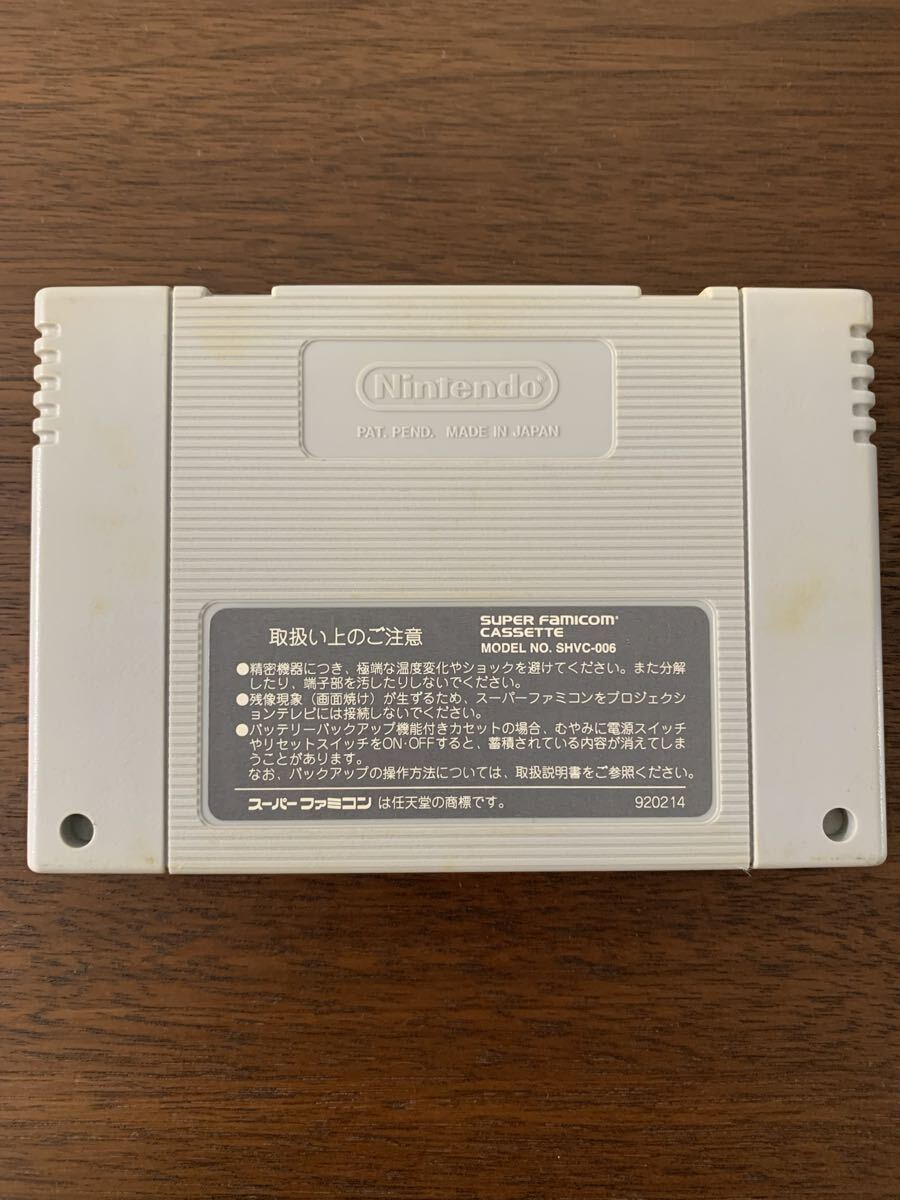 Nintendo®
PAT. PEND. MADE IN JAPAN
取扱い上のご注意
SUPER FAMICOM
CASSETTE
MODEL NO. SHVC-006
●精密機器につき、極端な温度変化やショックを避けてください。また分解
したり、端子部を汚したりしないでください。
●残像現象（画面焼け）が生ずるため、スーパーファミコンをプロジェクシ
ョンテレビには接続しないでください。
●バッテリーバックアップ機能付きカセットの場合、むやみに電源スイッチ
やリセットスイッチをON·OFFすると、蓄積されている内容が消えてしま
うことがあります。
なお、バックアップの操作方法については、取扱説明書をご参照ください。
スーパーファミコン は任天堂の商標です。
920214